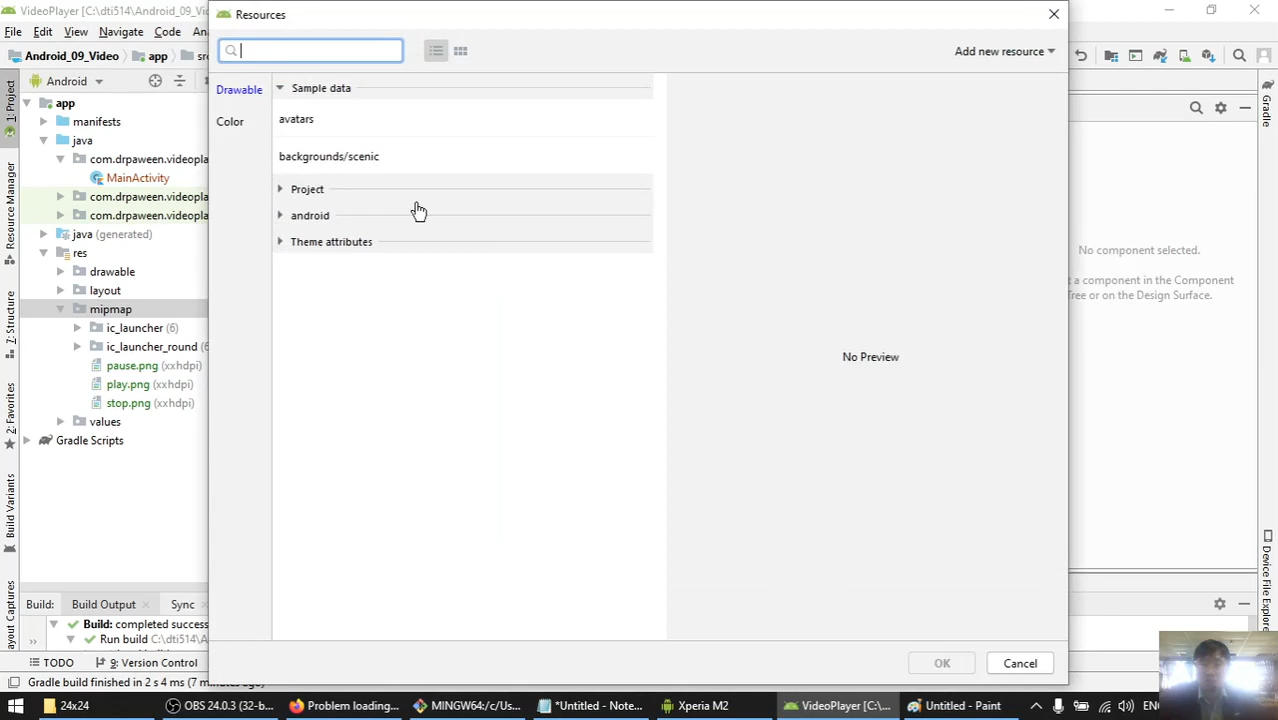 VideoPlayer [C:\dti514\Android_09_Vi
Resources
File Edit View Navigate Code
Add new resource
Android_09_Video app
Android
Drawable
Color
Sample data
avatars
backgrounds/scenic
Project
android
Theme attributes
No Preview
OK
Cancel
app
manifests
java
com.drpaween.videopla
MainActivity
com.drpaween.videopla
com.drpaween.videopla
java (generated)
res
drawable
layout
mipmap
ic_launcher (6)
ic_launcher_round (6
pause.png (xxhdpi)
play.png (xxhdpi)
stop.png (xxhdpi)
values
Gradle Scripts
1: Project
Resource Manager
Z: Structure
2: Favorites
Build Variants
ayout Captures
Gradle
Device File Explorer
No component selected.
t a component in the Component
Tree or on the Design Surface.
Build: Build Output × Sync
Build: completed success
Run build C:\dti514\A
TODO 9: Version Control
Gradle build finished in 2 s 4 ms (7 minutes ago)
24x24
OBS 24.0.3 (32-b...
Problem loading...
MINGW64:/c/Us...
*Untitled - Note...
Xperia M2
VideoPlayer [C:\...
Untitled - Paint